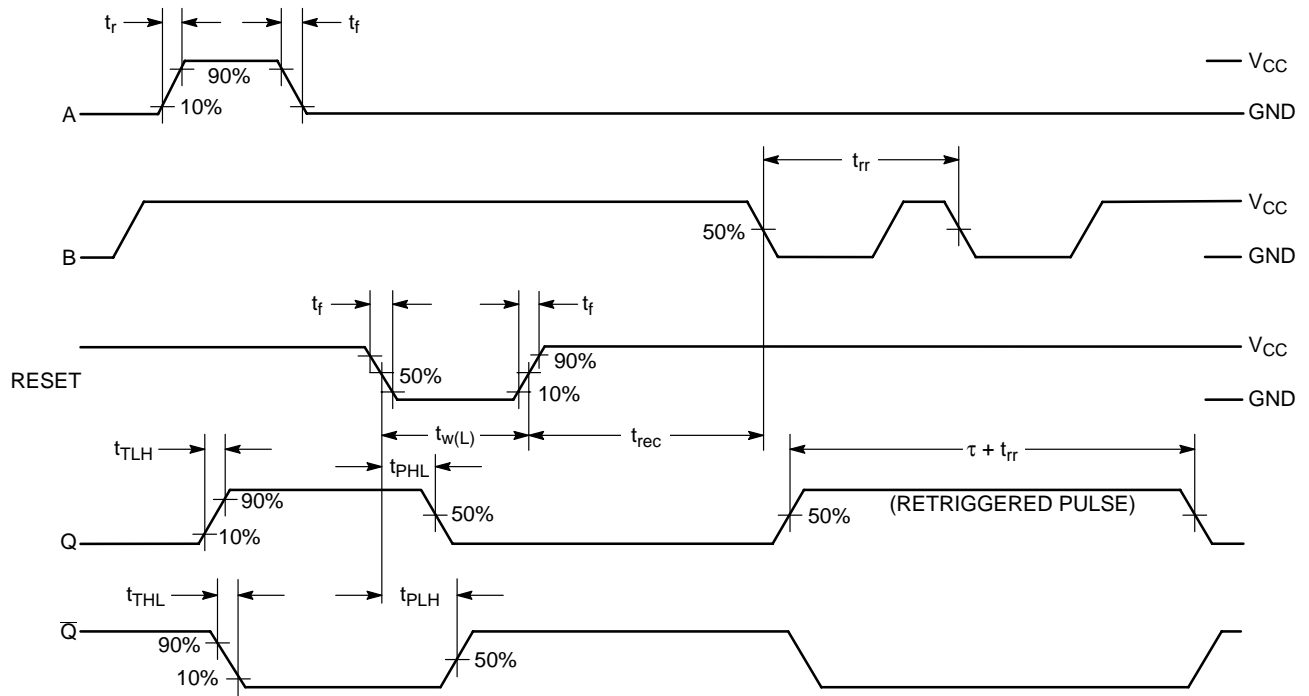 tr
tf
VCC
90%
10%
A
GND
trr
VCC
50%
B
GND
tf
tf
VCC
90%
50%
RESET
10%
GND
tw(L)
trec
tTLH
τ + trr
tPHL
90%
(RETRIGGERED PULSE)
50%
50%
10%
Q
tTHL
tPLH
Q̅
90%
50%
10%